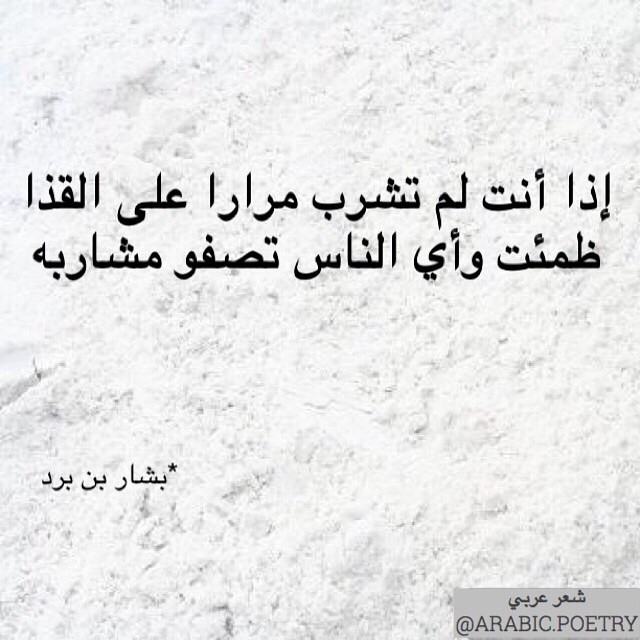 إذا أنت لم تشرب مرارا على القذا
ظمئت وأي الناس تصفو مشاربه
*بشار بن برد
شعر عربي
@ARABIC.POETRY